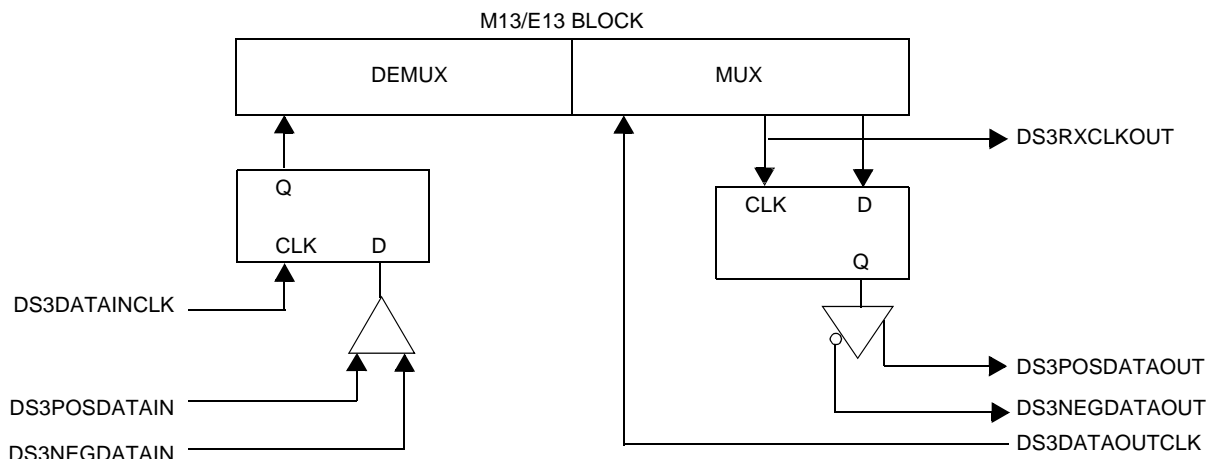 M13/E13 BLOCK
DEMUX
MUX
DS3RXCLKOUT
Q
CLK D
CLK D
Q
DS3DATAINCLK
DS3POSDATAIN
DS3NEGDATAIN
DS3POSDATAOUT
DS3NEGDATAOUT
DS3DATAOUTCLK